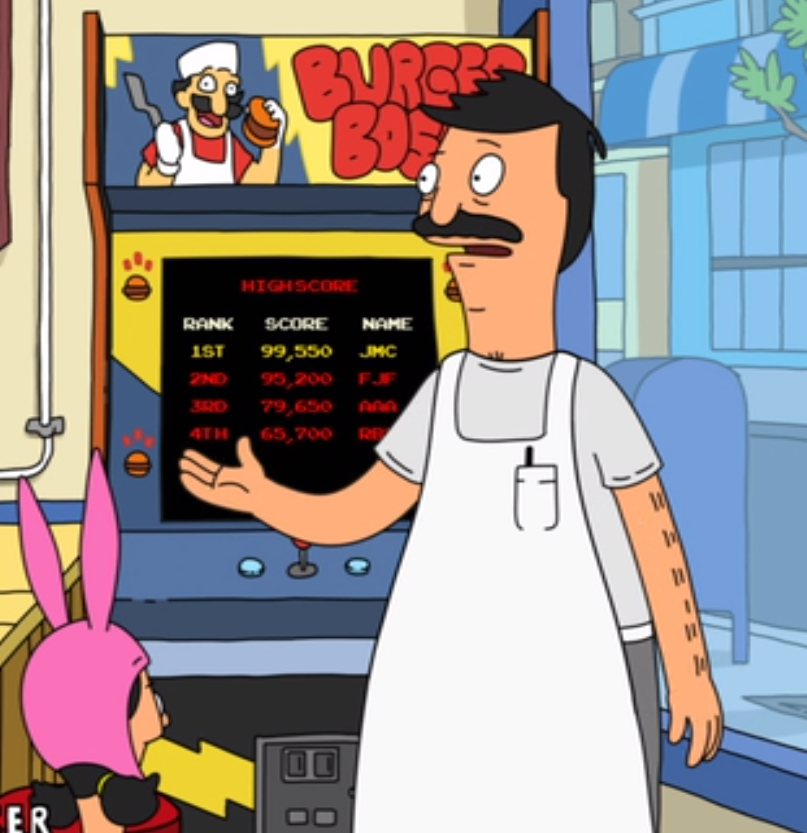 BURGER
BOSS
HIGHSCORE
RANK SCORE NAME
1ST 99,550 JMC
2ND 95,200 FJF
3RD 79,650 AAA
4TH 65,700
ER